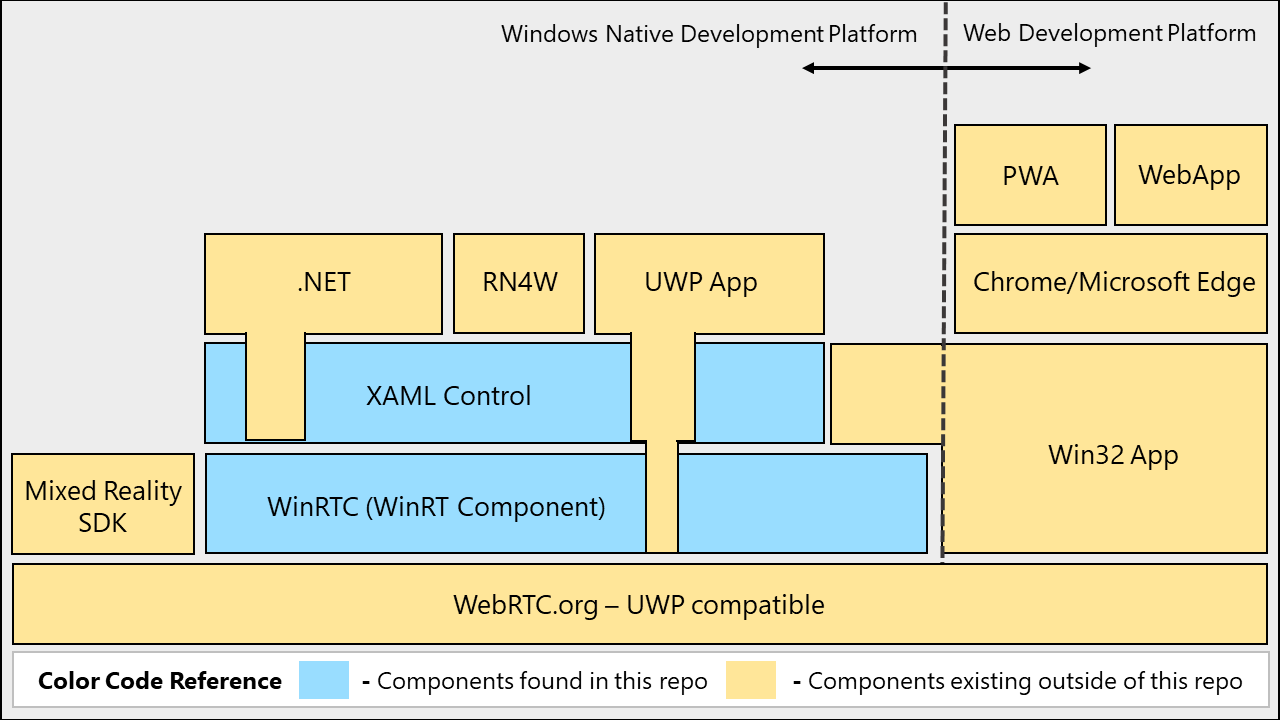 Windows Native Development Platform
Web Development Platform
PWA
WebApp
.NET
RN4W
UWP App
Chrome/Microsoft Edge
XAML Control
Win32 App
Mixed Reality
SDK
WinRTC (WinRT Component)
WebRTC.org – UWP compatible
Color Code Reference
- Components found in this repo
- Components existing outside of this repo